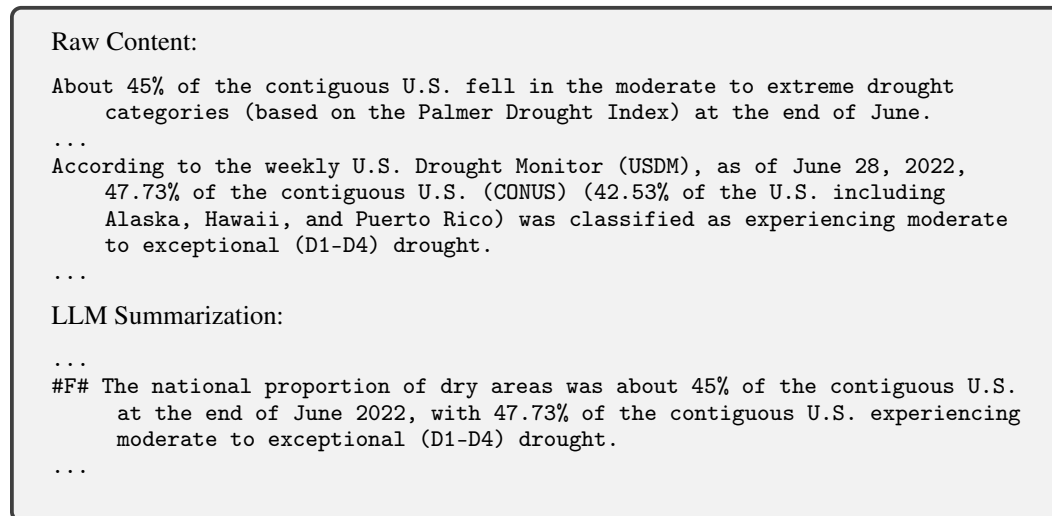 Raw Content:
About 45% of the contiguous U.S. fell in the moderate to extreme drought
categories (based on the Palmer Drought Index) at the end of June.
...
According to the weekly U.S. Drought Monitor (USDM), as of June 28, 2022,
47.73% of the contiguous U.S. (CONUS) (42.53% of the U.S. including
Alaska, Hawaii, and Puerto Rico) was classified as experiencing moderate
to exceptional (D1-D4) drought.
...
LLM Summarization:
...
#F# The national proportion of dry areas was about 45% of the contiguous U.S.
at the end of June 2022, with 47.73% of the contiguous U.S. experiencing
moderate to exceptional (D1-D4) drought.
...